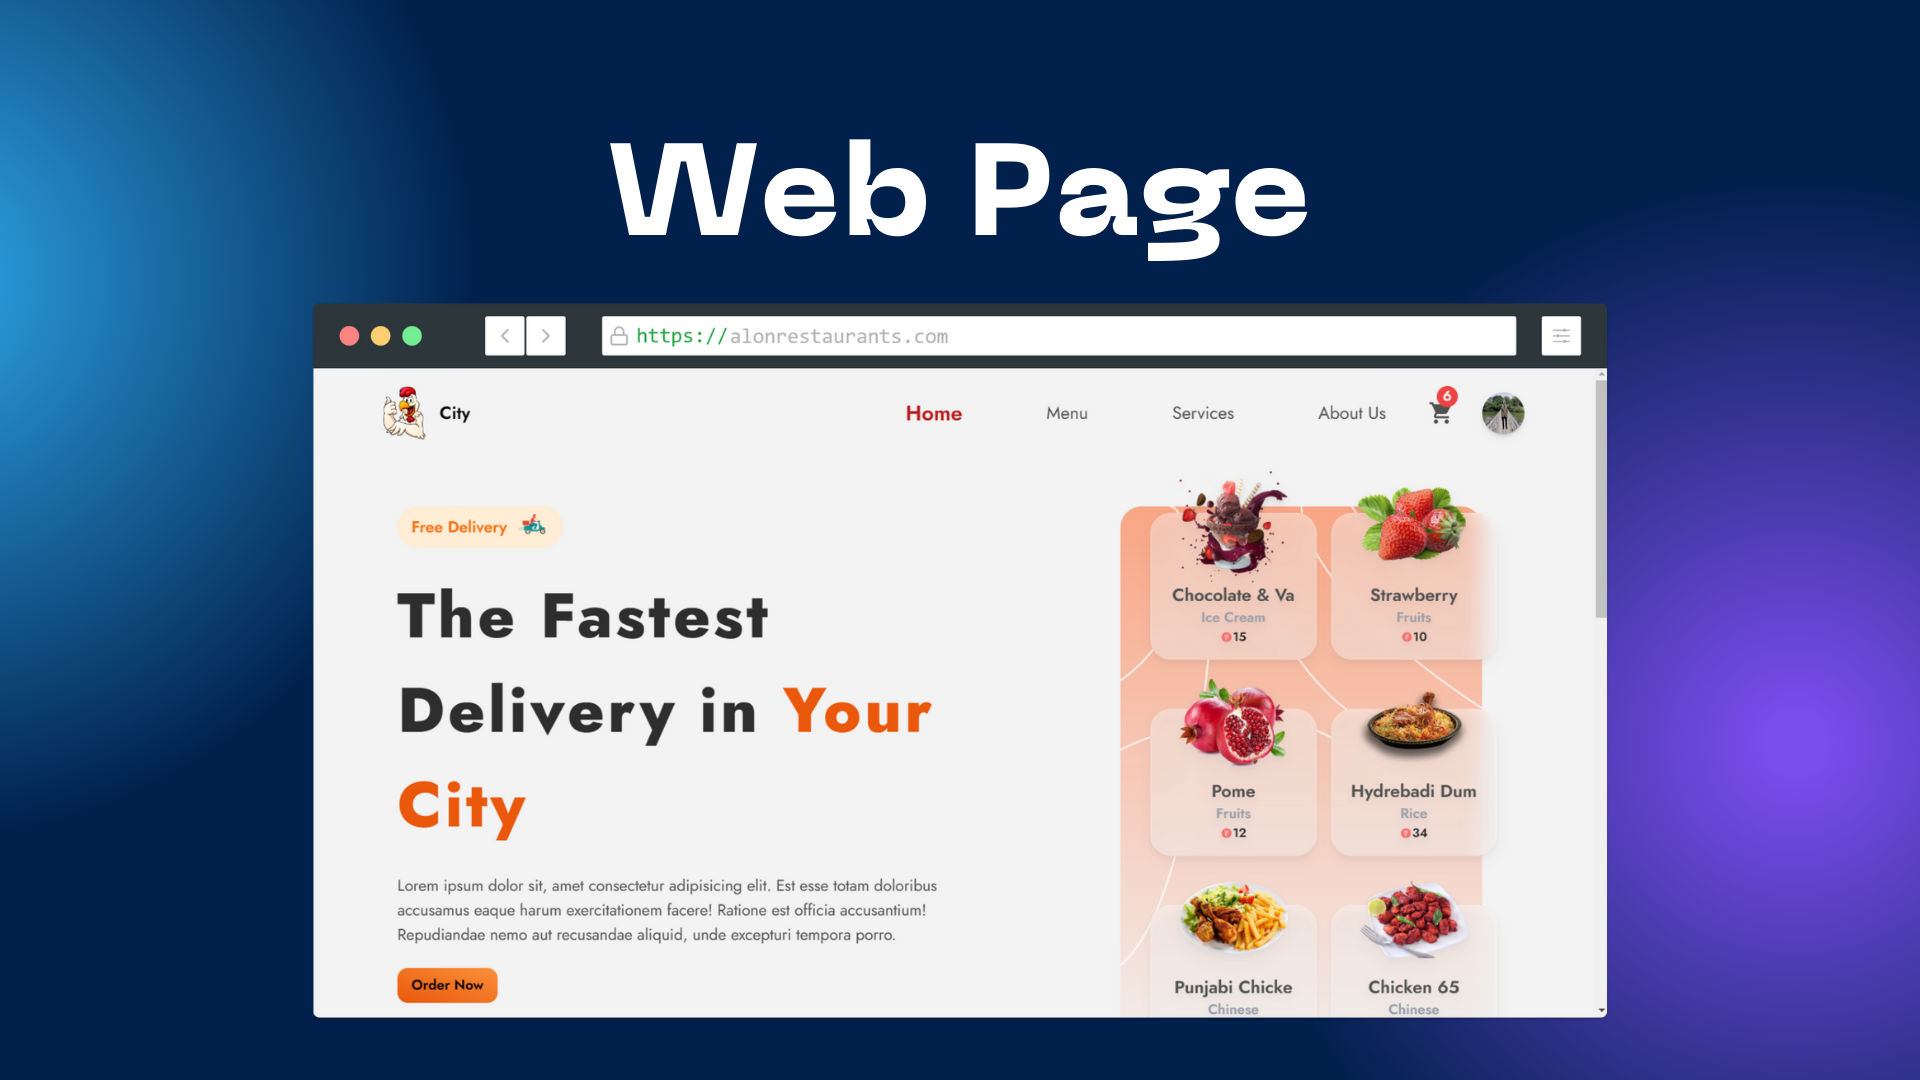 Web Page
https://alonrestaurants.com
City
Home
Menu
Services
About Us
6
Free Delivery
The Fastest
Delivery in Your
City
Lorem ipsum dolor sit, amet consectetur adipisicing elit. Est esse totam doloribus
accusamus eaque harum exercitationem facere! Ratione est officia accusantium!
Repudiandae nemo aut recusandae aliquid, unde excepturi tempora porro.
Order Now
Chocolate & Va
Ice Cream
15
Strawberry
Fruits
10
Pome
Fruits
12
Hydrebadi Dum
Rice
34
Punjabi Chicke
Chinese
Chicken 65
Chinese